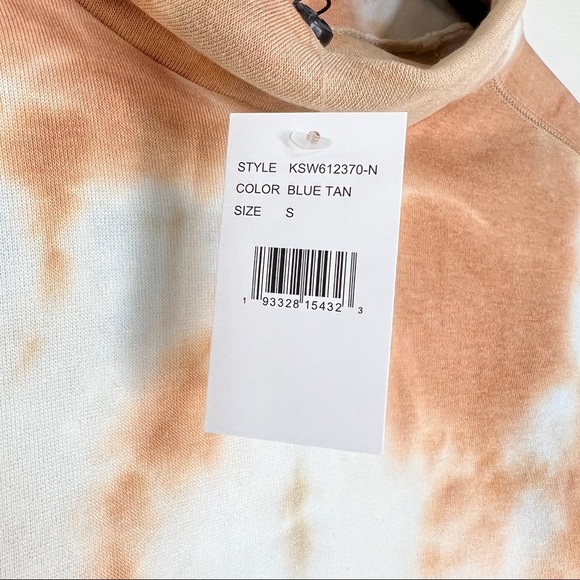 STYLE KSW612370-N
COLOR BLUE TAN
SIZE S
1 93328 15432 3